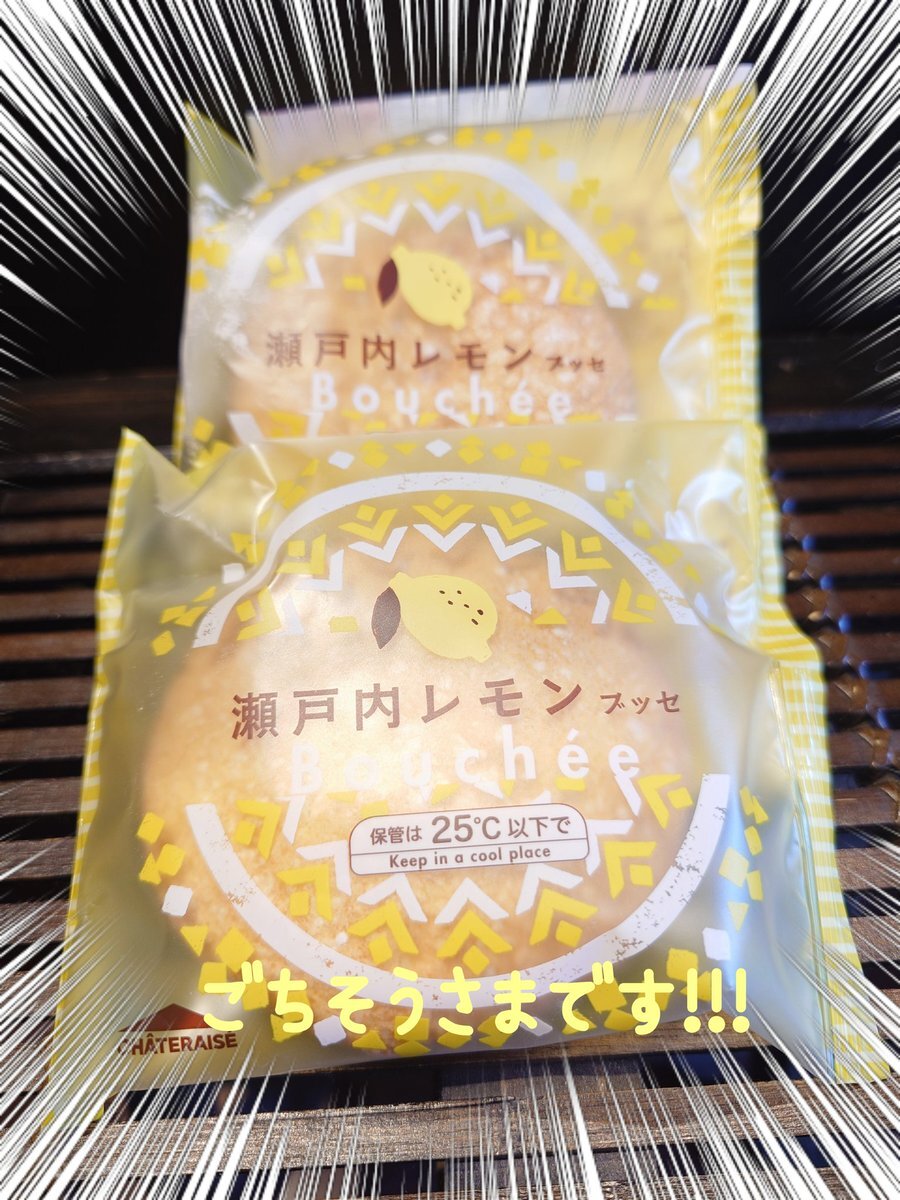 瀬戸内レモン ブッセ
Bouchée
瀬戸内レモン ブッセ
Bouchée
保管は 25℃ 以下で
Keep in a cool place
ごちそうさまです!!!
CHÂTERAISÉ